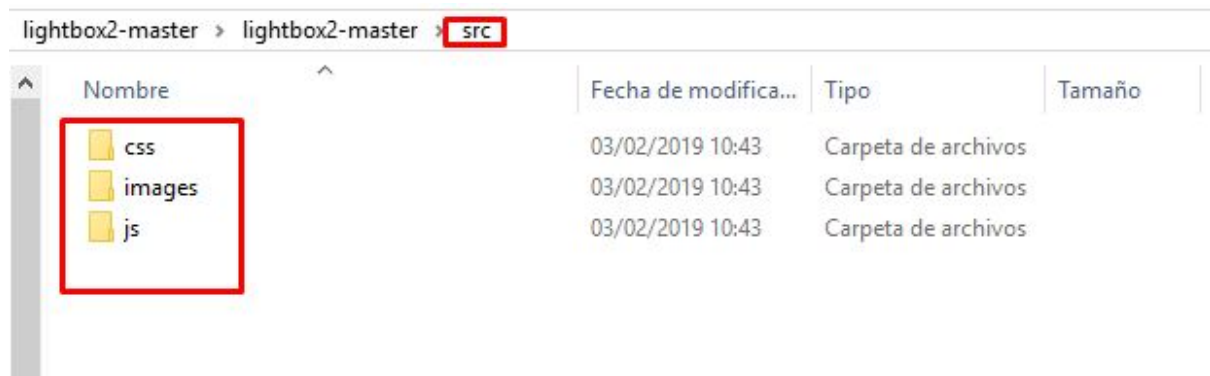 lightbox2-master > lightbox2-master > src
Nombre Fecha de modifica... Tipo Tamaño
css 03/02/2019 10:43 Carpeta de archivos
images 03/02/2019 10:43 Carpeta de archivos
js 03/02/2019 10:43 Carpeta de archivos